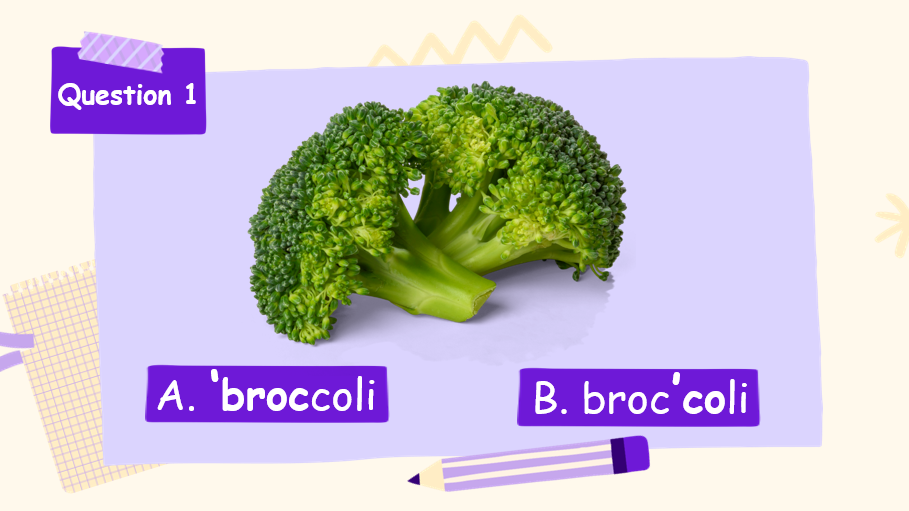 Question 1
A. 'broccoli
B. broc'coli